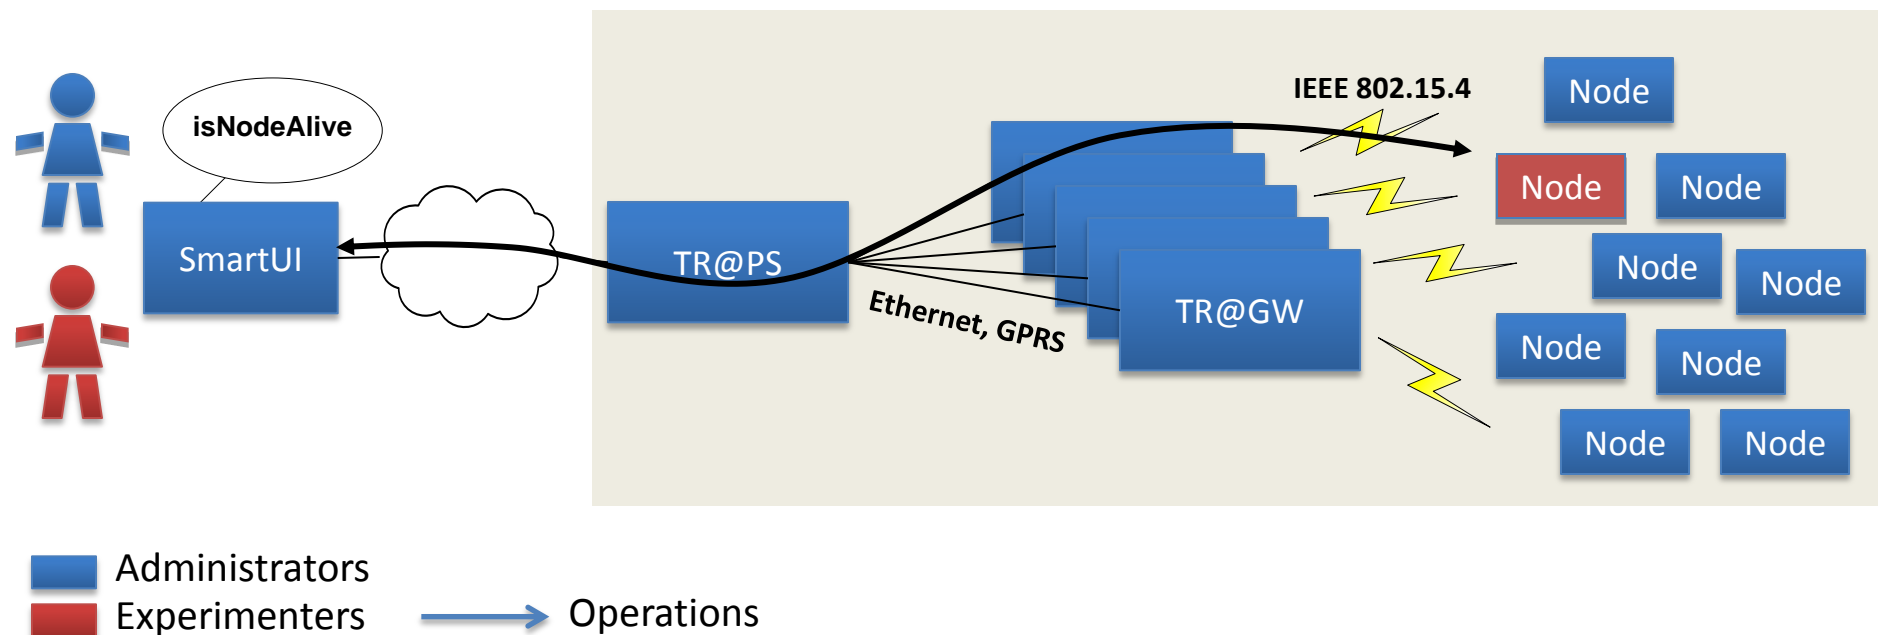 isNodeAlive
SmartUI
TR@PS
Ethernet, GPRS
TR@GW
IEEE 802.15.4
Node
Node
Node
Node
Node
Node
Node
Node
Node
Administrators
Experimenters
Operations